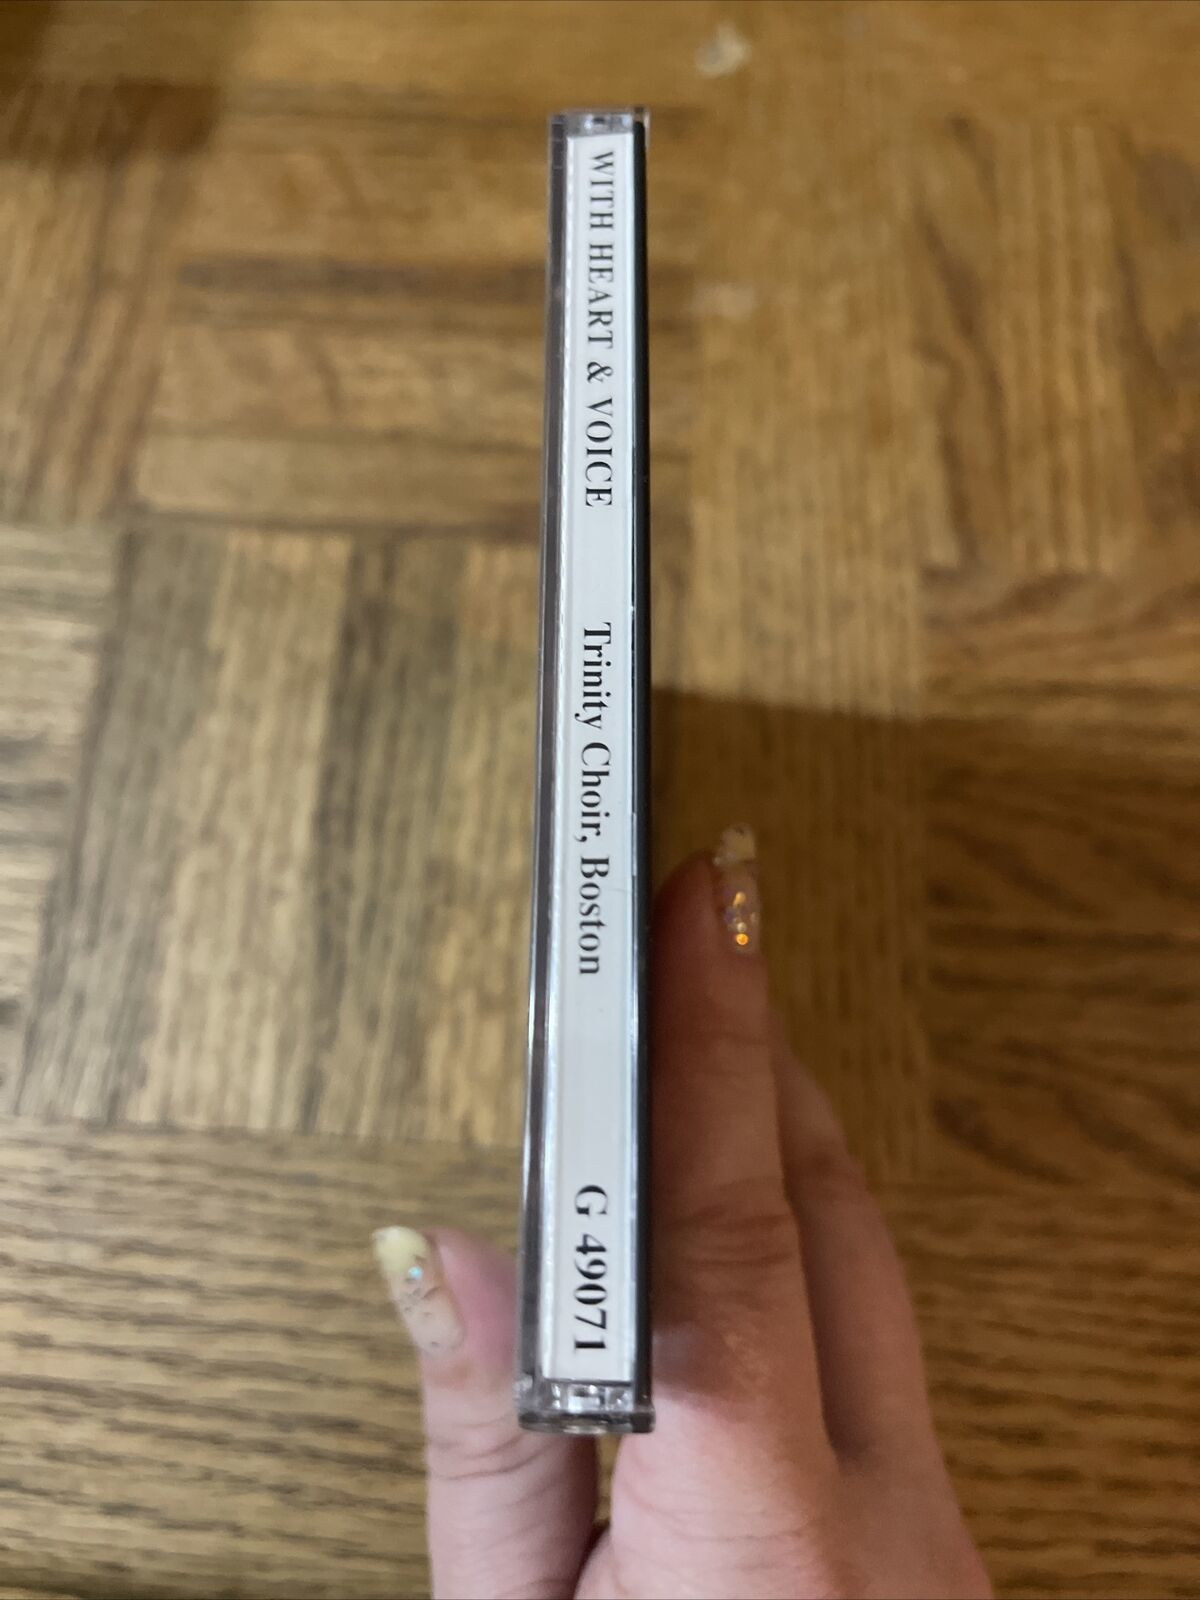 WITH HEART & VOICE Trinity Choir, Boston G 49071